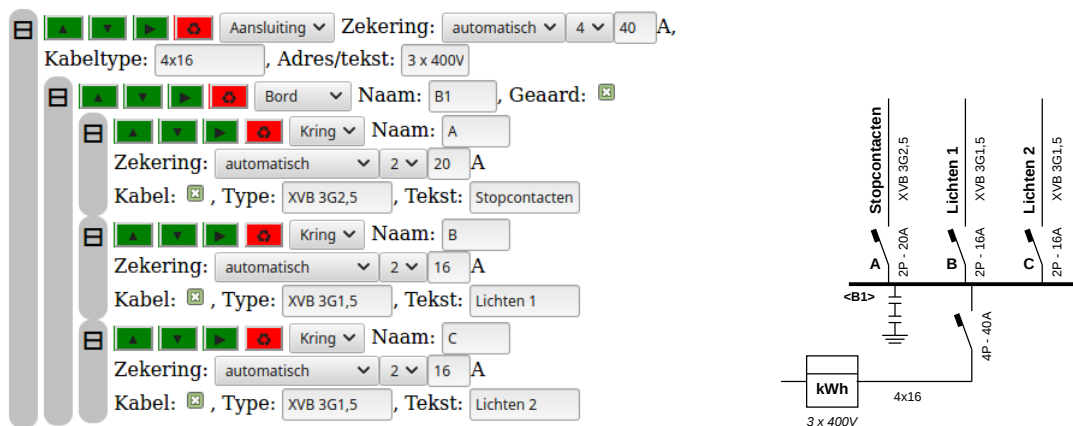 Aansluiting Zekering: automatisch 4 40 A,
Kabeltype: 4x16 , Adres/tekst: 3 x 400V
Bord Naam: B1 , Geaard:
Kring Naam: A
Zekering: automatisch 2 20 A
Kabel: , Type: XVB 3G2,5 , Tekst: Stopcontacten
Kring Naam: B
Zekering: automatisch 2 16 A
Kabel: , Type: XVB 3G1,5 , Tekst: Lichten 1
Kring Naam: C
Zekering: automatisch 2 16 A
Kabel: , Type: XVB 3G1,5 , Tekst: Lichten 2
Stopcontacten
XVB 3G2,5
Lichten 1
XVB 3G1,5
Lichten 2
XVB 3G1,5
A
2P - 20A
B
2P - 16A
C
2P - 16A
<B1>
4P - 40A
kWh
4x16
3 x 400V